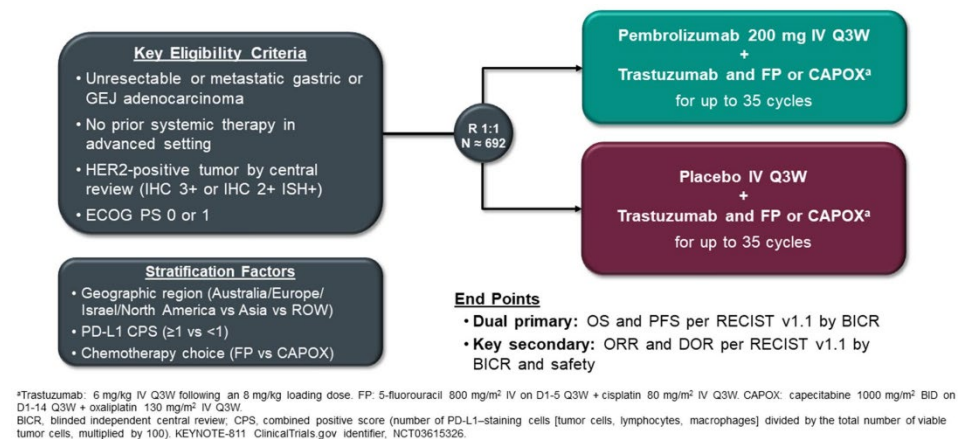 Key Eligibility Criteria
• Unresectable or metastatic gastric or
GEJ adenocarcinoma
• No prior systemic therapy in
advanced setting
• HER2-positive tumor by central
review (IHC 3+ or IHC 2+ ISH+)
• ECOG PS 0 or 1
Stratification Factors
• Geographic region (Australia/Europe/
Israel/North America vs Asia vs ROW)
• PD-L1 CPS (≥1 vs <1)
• Chemotherapy choice (FP vs CAPOX)
R 1:1
N ≈ 692
Pembrolizumab 200 mg IV Q3W
+
Trastuzumab and FP or CAPOXª
for up to 35 cycles
Placebo IV Q3W
+
Trastuzumab and FP or CAPOXª
for up to 35 cycles
End Points
• Dual primary: OS and PFS per RECIST v1.1 by BICR
• Key secondary: ORR and DOR per RECIST v1.1 by
BICR and safety
ªTrastuzumab: 6 mg/kg IV Q3W following an 8 mg/kg loading dose. FP: 5-fluorouracil 800 mg/m² IV on D1-5 Q3W + cisplatin 80 mg/m² IV Q3W. CAPOX: capecitabine 1000 mg/m² BID on
D1-14 Q3W + oxaliplatin 130 mg/m² IV Q3W.
BICR, blinded independent central review; CPS, combined positive score (number of PD-L1–staining cells [tumor cells, lymphocytes, macrophages] divided by the total number of viable
tumor cells, multiplied by 100). KEYNOTE-811 ClinicalTrials.gov identifier, NCT03615326.